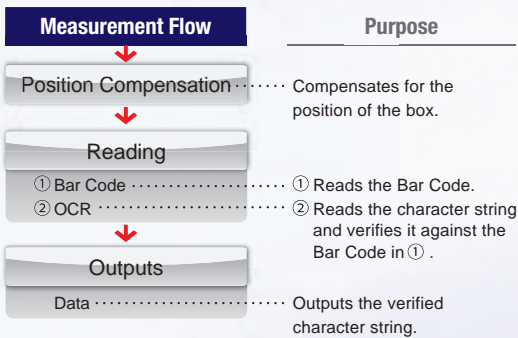 Measurement Flow Purpose
Position Compensation ........ Compensates for the
position of the box.
Reading
① Bar Code .................... ① Reads the Bar Code.
② OCR ........................ ② Reads the character string
and verifies it against the
Bar Code in ① .
Outputs
Data ........................ Outputs the verified
character string.